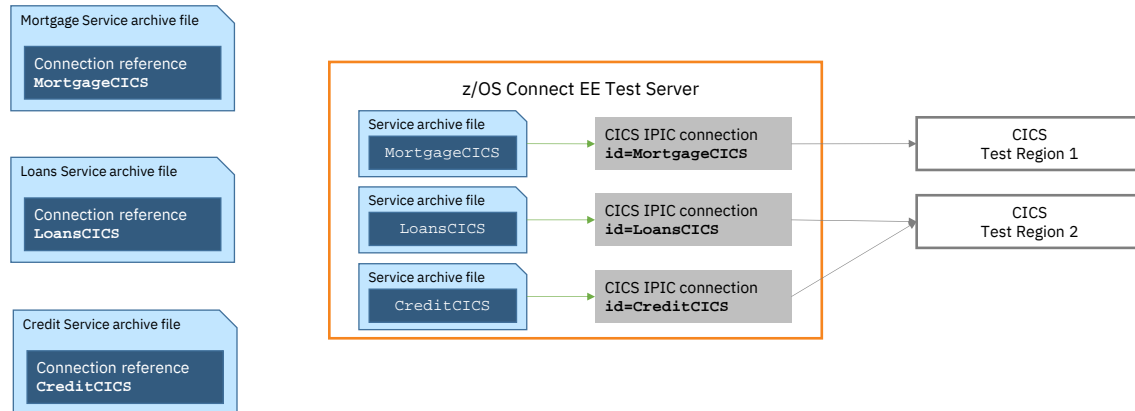 Mortgage Service archive file
Connection reference
MortgageCICS
Loans Service archive file
Connection reference
LoansCICS
Credit Service archive file
Connection reference
CreditCICS
z/OS Connect EE Test Server
Service archive file
MortgageCICS
CICS IPIC connection
id=MortgageCICS
Service archive file
LoansCICS
CICS IPIC connection
id=LoansCICS
Service archive file
CreditCICS
CICS IPIC connection
id=CreditCICS
CICS
Test Region 1
CICS
Test Region 2